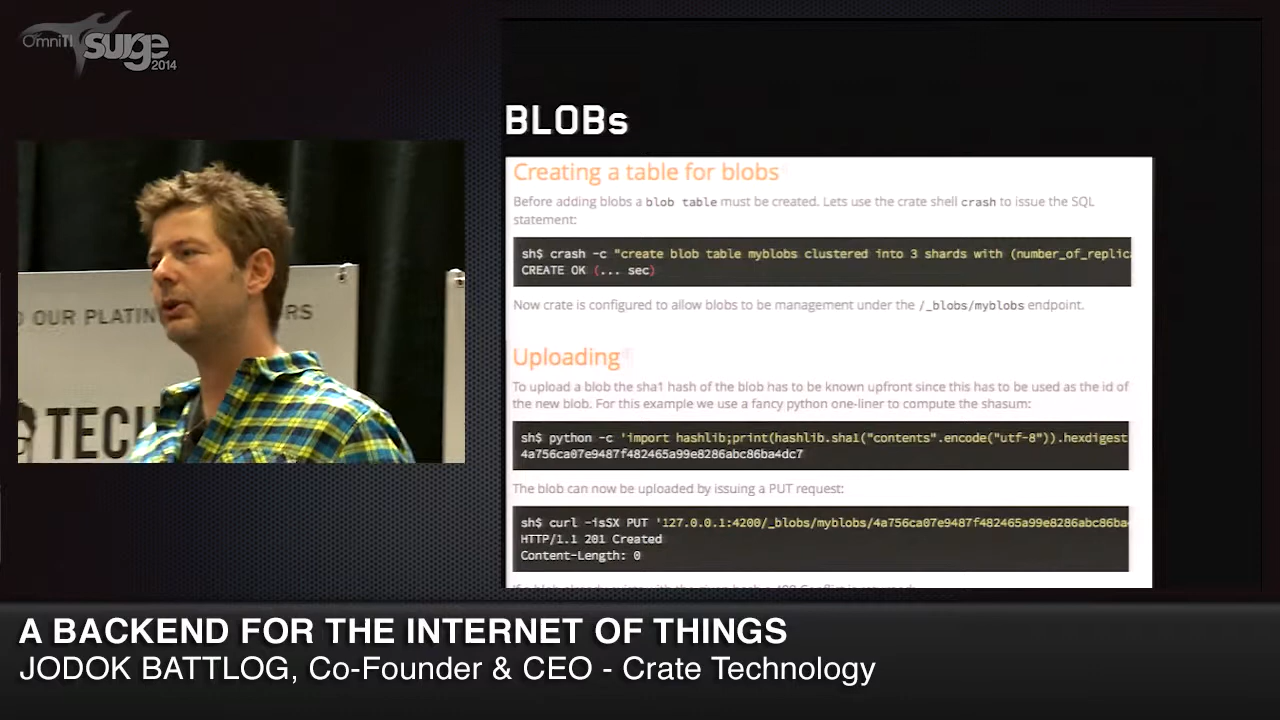 OmniTI surge
2014
BLOBs
Creating a table for blobs
Before adding blobs a blob table must be created. Lets use the crate shell crash to issue the SQL
statement:
sh$ crash -c "create blob table myblobs clustered into 3 shards with (number_of_replic
CREATE OK (... sec)
Now crate is configured to allow blobs to be management under the /_blobs/myblobs endpoint.
Uploading
To upload a blob the sha1 hash of the blob has to be known upfront since this has to be used as the id of
the new blob. For this example we use a fancy python one-liner to compute the shasum:
sh$ python -c 'import hashlib;print(hashlib.sha1("contents".encode("utf-8")).hexdigest
4a756ca07e9487f482465a99e8286abc86ba4dc7
The blob can now be uploaded by issuing a PUT request:
sh$ curl -isSX PUT '127.0.0.1:4200/_blobs/myblobs/4a756ca07e9487f482465a99e8286abc86ba
HTTP/1.1 201 Created
Content-Length: 0
OUR PLATIN
RS
TECH
A BACKEND FOR THE INTERNET OF THINGS
JODOK BATTLOG, Co-Founder & CEO - Crate Technology